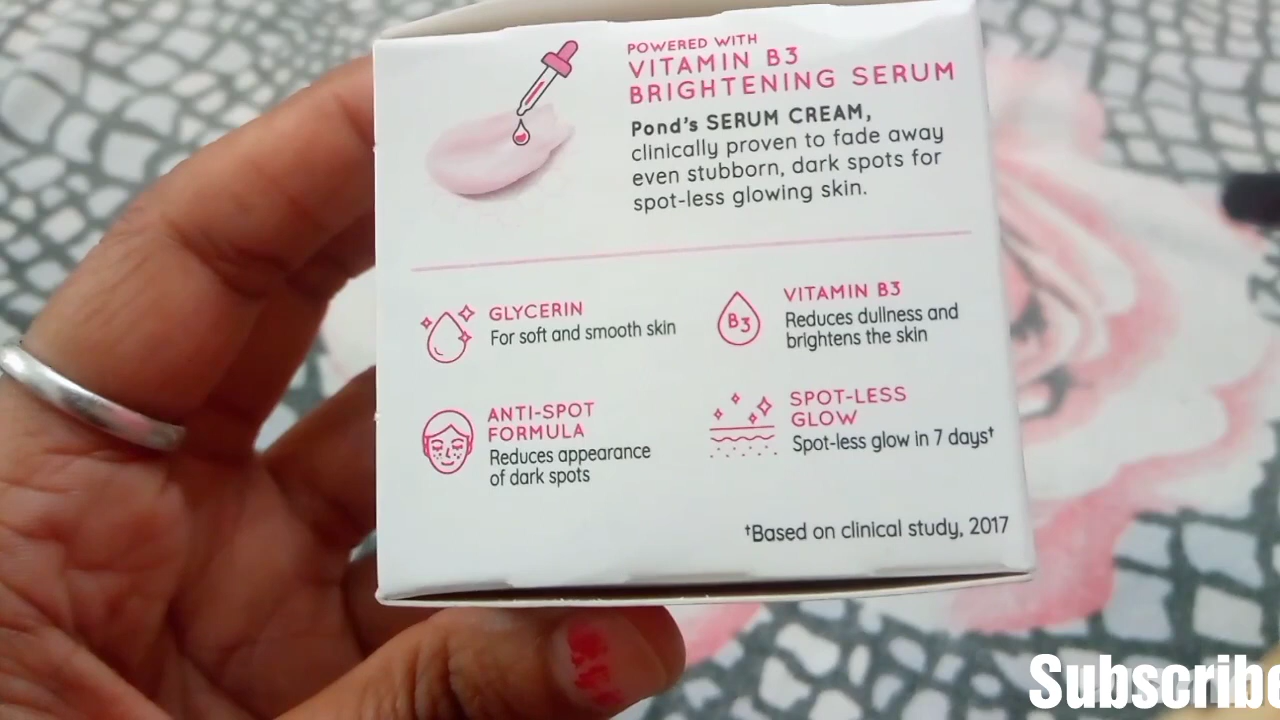 POWERED WITH
VITAMIN B3
BRIGHTENING SERUM
Pond's SERUM CREAM,
clinically proven to fade away
even stubborn, dark spots for
spot-less glowing skin.
GLYCERIN
For soft and smooth skin
B3
VITAMIN B3
Reduces dullness and
brightens the skin
ANTI-SPOT
FORMULA
Reduces appearance
of dark spots
SPOT-LESS
GLOW
Spot-less glow in 7 days†
†Based on clinical study, 2017
Subscribe